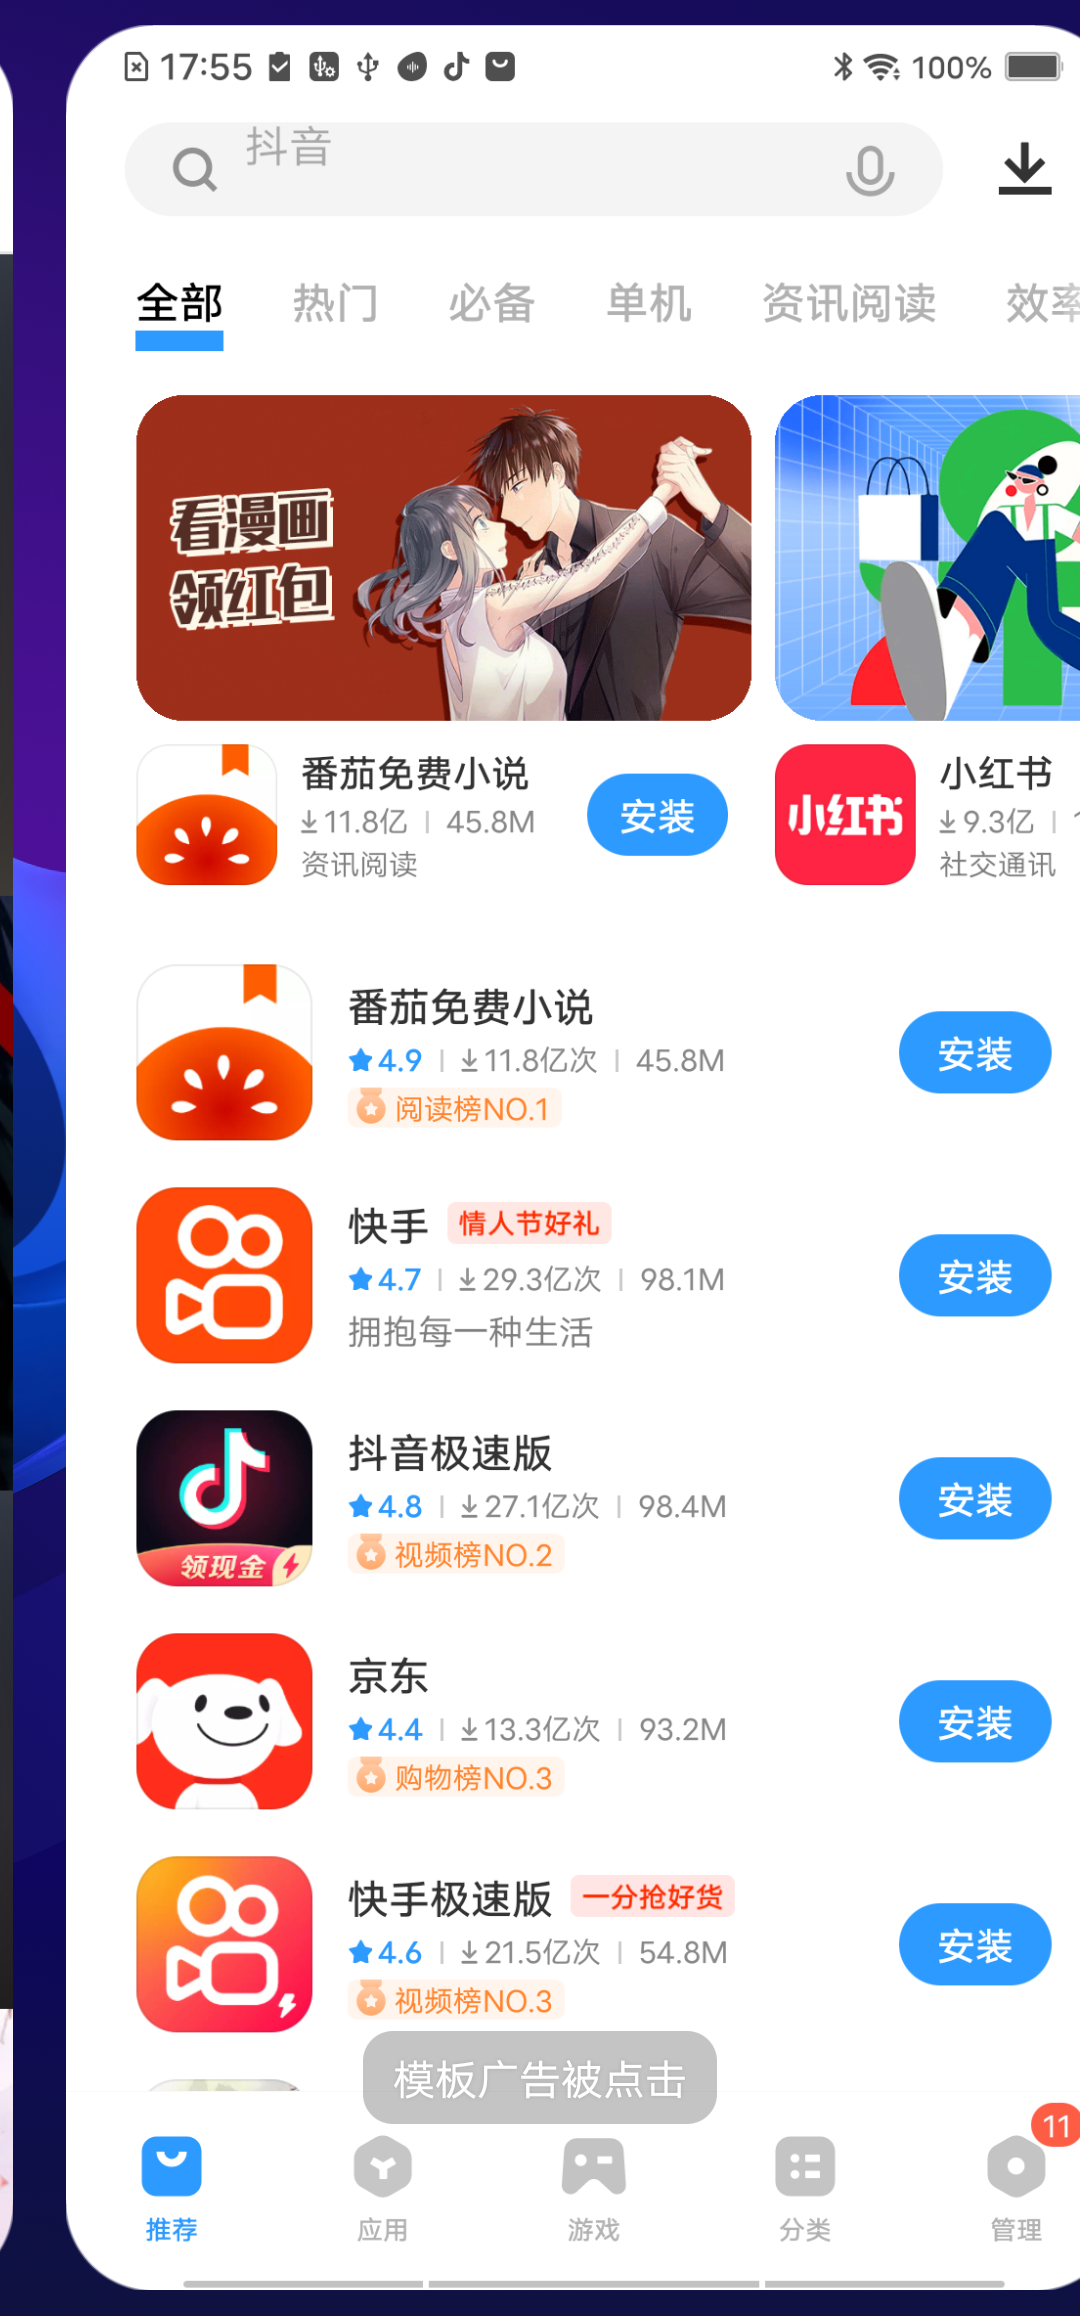 17:55 100%
抖音
全部 热门 必备 单机 资讯阅读 效率
看漫画
领红包
番茄免费小说
11.8亿 45.8M
资讯阅读
安装
小红书
小红书
9.3亿
社交通讯
番茄免费小说
4.9 11.8亿次 45.8M
阅读榜NO.1
安装
快手 情人节好礼
4.7 29.3亿次 98.1M
拥抱每一种生活
安装
领现金
抖音极速版
4.8 27.1亿次 98.4M
视频榜NO.2
安装
京东
4.4 13.3亿次 93.2M
购物榜NO.3
安装
快手极速版 一分抢好货
4.6 21.5亿次 54.8M
视频榜NO.3
安装
模板广告被点击
11
推荐 应用 游戏 分类 管理